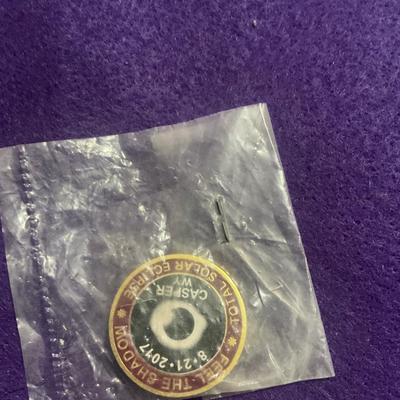 TOTAL SOLAR ECLIPSE
FEEL · THE · SHADOW
CASPER
WY
8·21·2017